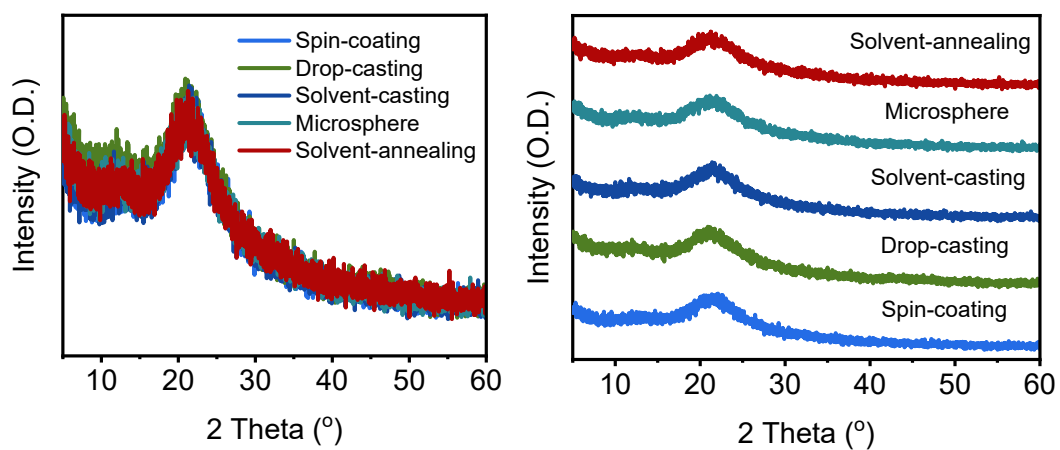 Intensity (O.D.)
Spin-coating
Drop-casting
Solvent-casting
Microsphere
Solvent-annealing
10 20 30 40 50 60
2 Theta (°)
Intensity (O.D.)
Solvent-annealing
Microsphere
Solvent-casting
Drop-casting
Spin-coating
10 20 30 40 50 60
2 Theta (°)